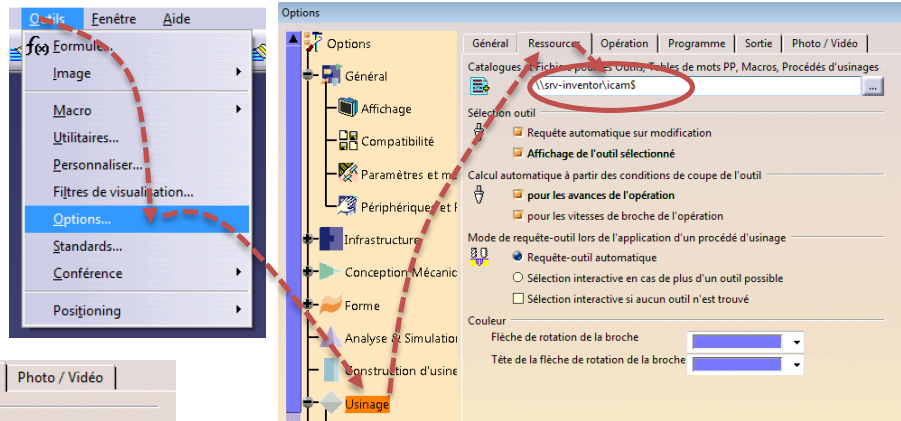 Outils Fenêtre Aide
f(x) Formule...
Image
Macro
Utilitaires...
Personnaliser...
Filtres de visualisation...
Options...
Standards...
Conférence
Positioning
Photo / Vidéo
Options
Options
Général
Affichage
Compatibilité
Paramètres et me
Périphériques et F
Infrastructure
Conception Mécanic
Forme
Analyse & Simulation
Construction d'usine
Usinage
Général Ressources Opération Programme Sortie Photo / Vidéo
Catalogues et Fichiers pour les Outils, Tables de mots PP, Macros, Procédés d'usinages
\\srv-inventor\icam$
...
Sélection outil
Requête automatique sur modification
Affichage de l'outil sélectionné
Calcul automatique à partir des conditions de coupe de l'outil
pour les avances de l'opération
pour les vitesses de broche de l'opération
Mode de requête-outil lors de l'application d'un procédé d'usinage
Requête-outil automatique
Sélection interactive en cas de plus d'un outil possible
Sélection interactive si aucun outil n'est trouvé
Couleur
Flèche de rotation de la broche
Tête de la flèche de rotation de la broche